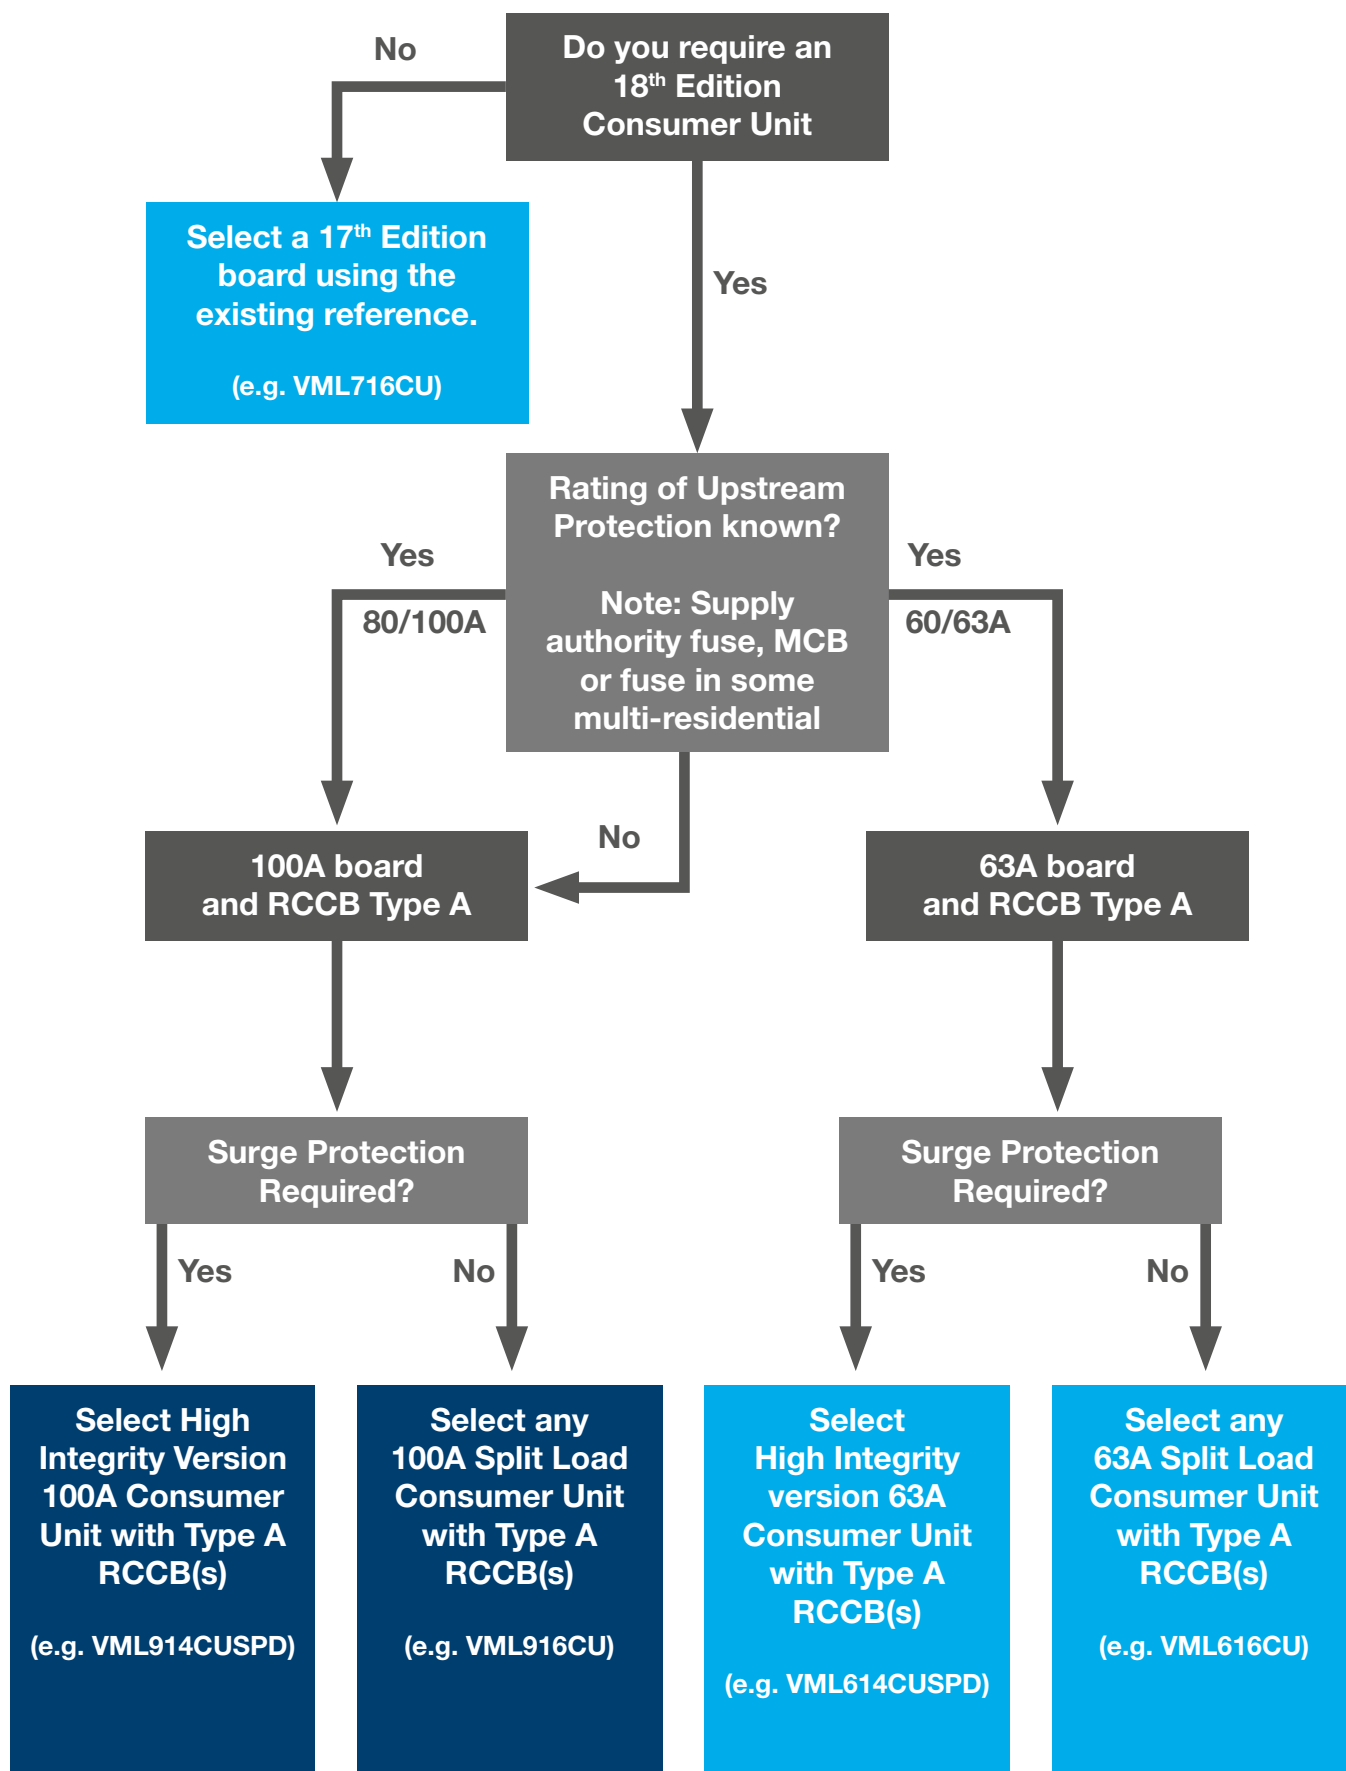 No
Do you require an
18th Edition
Consumer Unit
Select a 17th Edition
board using the
existing reference.
(e.g. VML716CU)
Yes
Rating of Upstream
Protection known?
Note: Supply
authority fuse, MCB
or fuse in some
multi-residential
Yes
80/100A
Yes
60/63A
No
100A board
and RCCB Type A
63A board
and RCCB Type A
Surge Protection
Required?
Surge Protection
Required?
Yes
No
Yes
No
Select High
Integrity Version
100A Consumer
Unit with Type A
RCCB(s)
(e.g. VML914CUSPD)
Select any
100A Split Load
Consumer Unit
with Type A
RCCB(s)
(e.g. VML916CU)
Select
High Integrity
version 63A
Consumer Unit
with Type A
RCCB(s)
(e.g. VML614CUSPD)
Select any
63A Split Load
Consumer Unit
with Type A
RCCB(s)
(e.g. VML616CU)